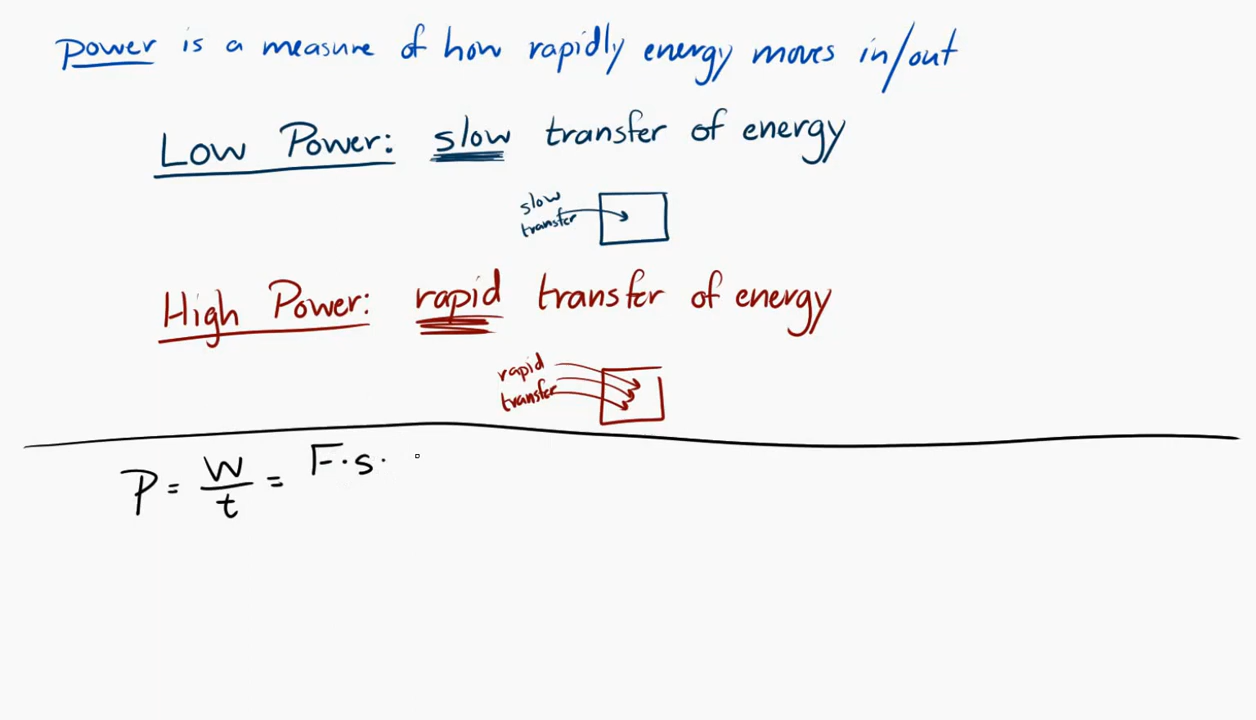 power is a measure of how rapidly energy moves in/out
Low Power: slow transfer of energy
slow
transfer
High Power: rapid transfer of energy
rapid
transfer
P = W/t = F·s·